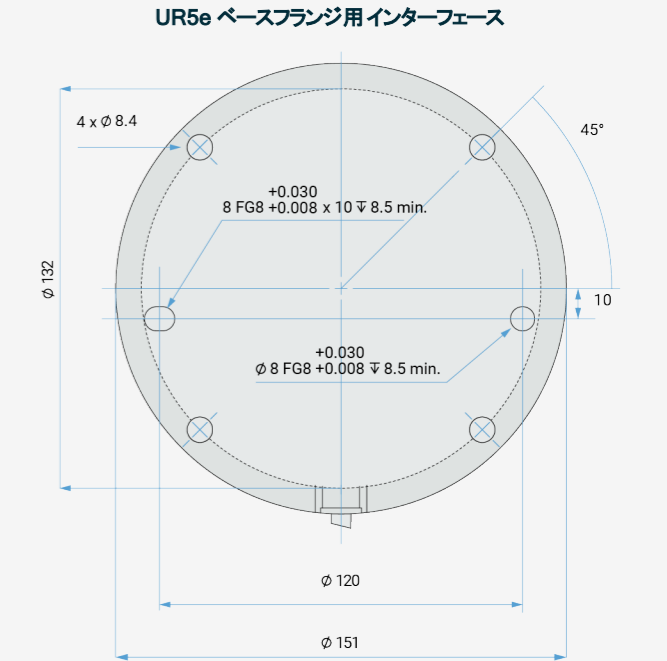 UR5e ベースフランジ用 インターフェース
4 x Ø 8.4
45°
+0.030
8 FG8 +0.008 x 10 ↧ 8.5 min.
Ø 132
10
+0.030
Ø 8 FG8 +0.008 ↧ 8.5 min.
Ø 120
Ø 151